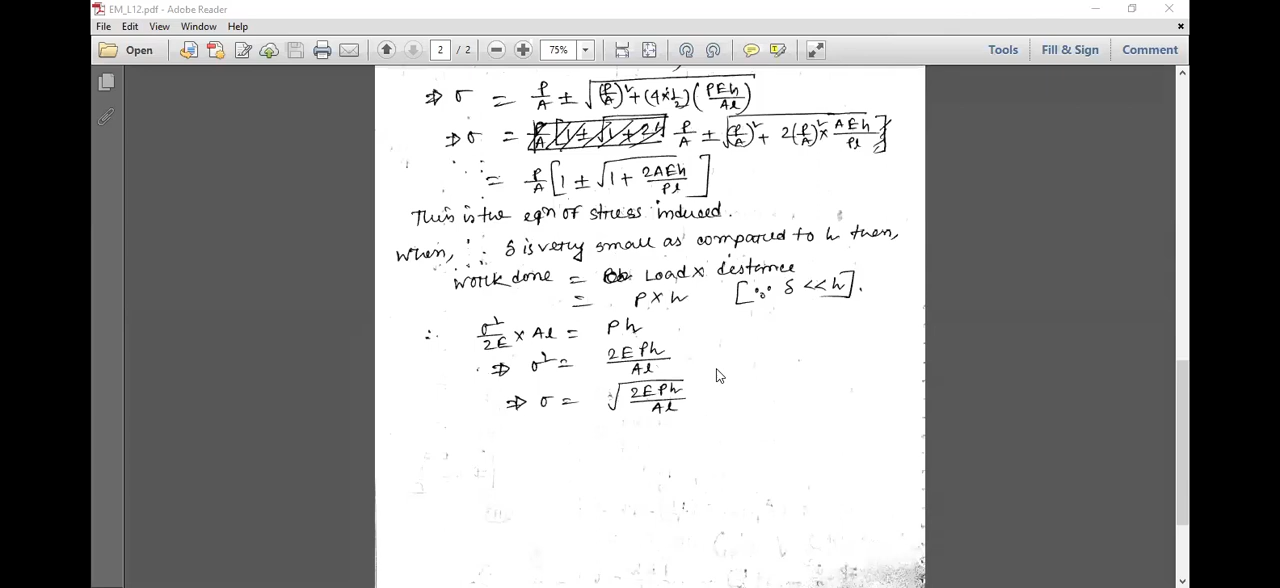 EM_L12.pdf - Adobe Reader
File Edit View Window Help
Open 2 / 2 75% Tools Fill & Sign Comment
⇒ σ = P/A ± √((P/A)² + (4×1/2)(PEh/Al))
⇒ σ = P/A ± √((P/A)² + 2(P/A)² × AEh/Pl)
= P/A [1 ± √(1 + 2AEh/Pl)]
This is the eqn of stress induced.
When, ∵ δ is very small as compared to h then,
Work done = Load × distance
= P × h [∵ δ << h].
∴ σ²/2E × Al = Ph
⇒ σ² = 2EPh/Al
⇒ σ = √(2EPh/Al)